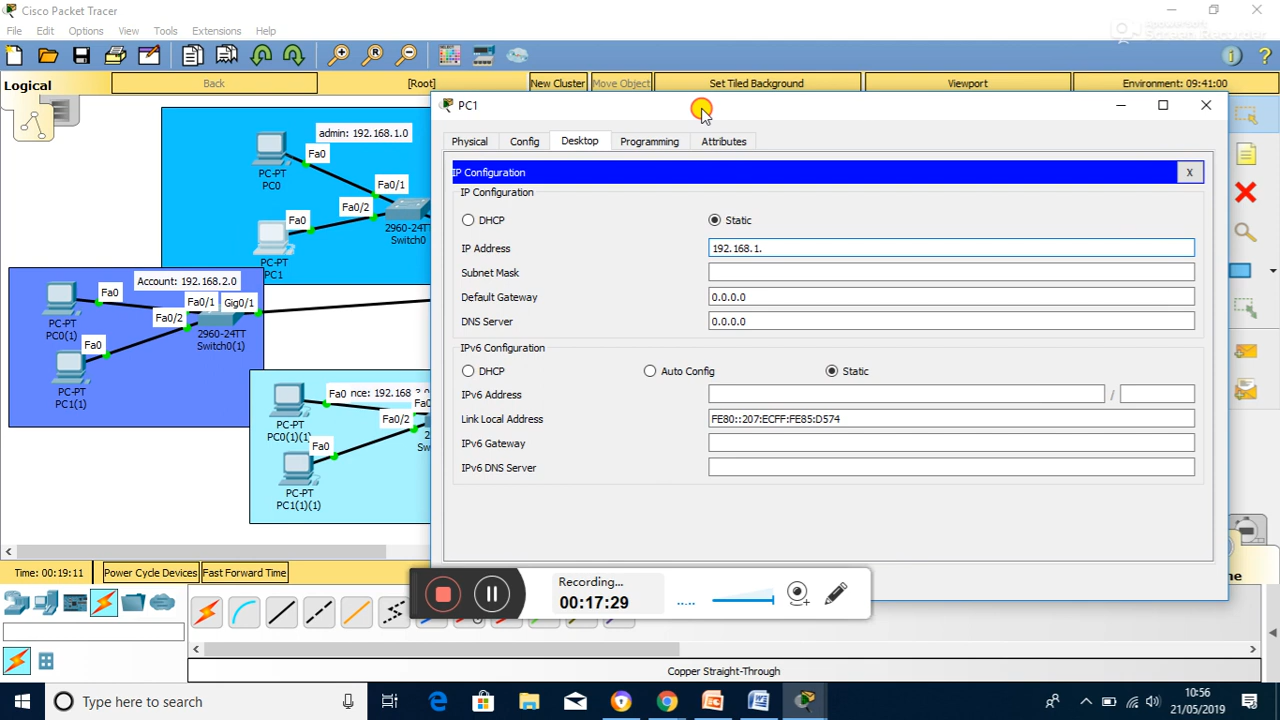 Cisco Packet Tracer
File Edit Options View Tools Extensions Help
Logical Back [Root] New Cluster Move Object Set Tiled Background Viewport Environment: 09:41:00
admin: 192.168.1.0
PC-PT
PC0
Fa0
Fa0/1
Fa0/2
Fa0
2960-24TT
Switch0
PC1
Account: 192.168.2.0
Fa0
Fa0/1 Gig0/1
PC-PT
PC0(1)
Fa0/2
2960-24TT
Switch0(1)
Fa0
PC-PT
PC1(1)
Fa0
nce: 192.168
PC-PT
PC0(1)(1)
Fa0/2
Fa0
PC-PT
PC1(1)(1)
PC1
Physical Config Desktop Programming Attributes
IP Configuration X
IP Configuration
DHCP Static
IP Address 192.168.1.
Subnet Mask
Default Gateway 0.0.0.0
DNS Server 0.0.0.0
IPv6 Configuration
DHCP Auto Config Static
IPv6 Address /
Link Local Address FE80::207:ECFF:FE85:D574
IPv6 Gateway
IPv6 DNS Server
Time: 00:19:11 Power Cycle Devices Fast Forward Time
Recording...
00:17:29
Copper Straight-Through
Type here to search
10:56
21/05/2019